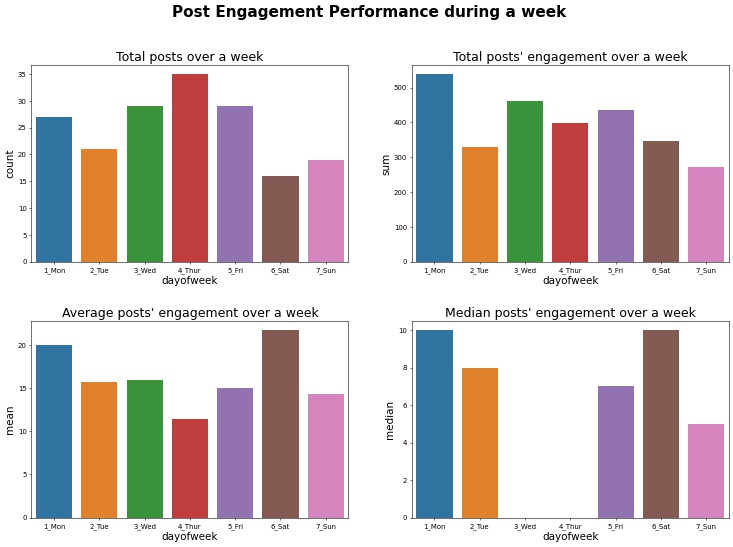 Post Engagement Performance during a week
Total posts over a week
35
30
25
20
15
10
5
0
count
1_Mon 2_Tue 3_Wed 4_Thur 5_Fri 6_Sat 7_Sun
dayofweek
Total posts' engagement over a week
500
400
300
200
100
0
sum
1_Mon 2_Tue 3_Wed 4_Thur 5_Fri 6_Sat 7_Sun
dayofweek
Average posts' engagement over a week
20
15
10
5
0
mean
1_Mon 2_Tue 3_Wed 4_Thur 5_Fri 6_Sat 7_Sun
dayofweek
Median posts' engagement over a week
10
8
6
4
2
0
median
1_Mon 2_Tue 3_Wed 4_Thur 5_Fri 6_Sat 7_Sun
dayofweek